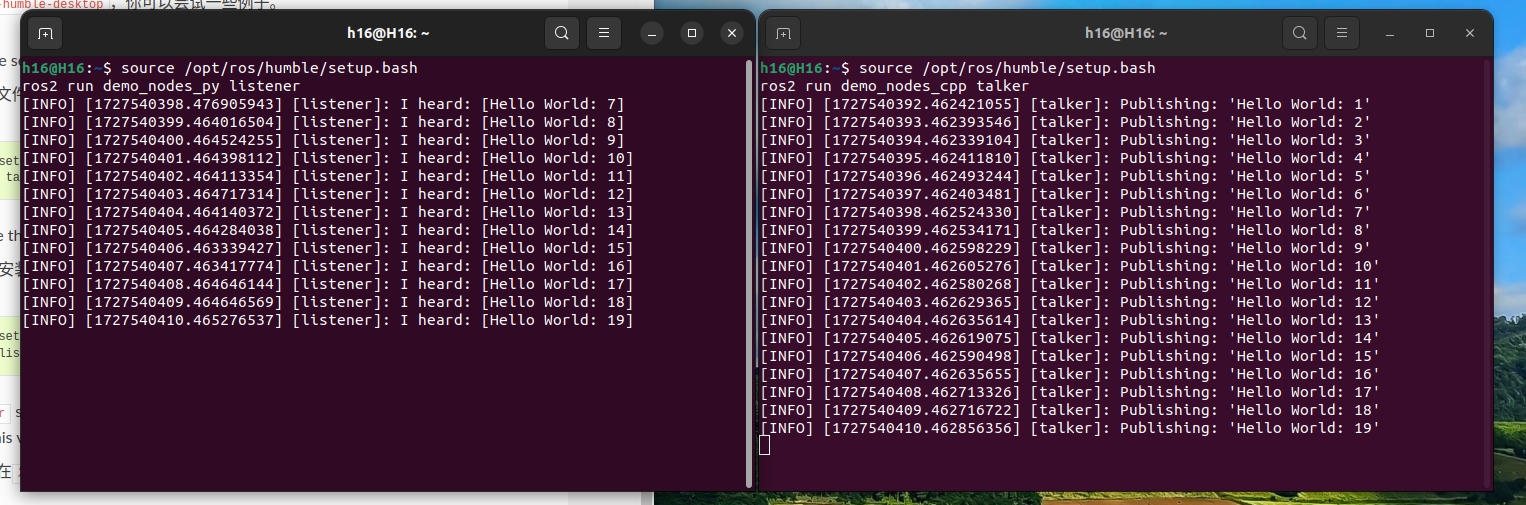 -humble-desktop ，你可以尝试一些例子。
h16@H16: ~
h16@H16:~$ source /opt/ros/humble/setup.bash
ros2 run demo_nodes_py listener
[INFO] [1727540398.476905943] [listener]: I heard: [Hello World: 7]
[INFO] [1727540399.464016504] [listener]: I heard: [Hello World: 8]
[INFO] [1727540400.464524255] [listener]: I heard: [Hello World: 9]
[INFO] [1727540401.464398112] [listener]: I heard: [Hello World: 10]
[INFO] [1727540402.464113354] [listener]: I heard: [Hello World: 11]
[INFO] [1727540403.464717314] [listener]: I heard: [Hello World: 12]
[INFO] [1727540404.464140372] [listener]: I heard: [Hello World: 13]
[INFO] [1727540405.464284038] [listener]: I heard: [Hello World: 14]
[INFO] [1727540406.463339427] [listener]: I heard: [Hello World: 15]
[INFO] [1727540407.463417774] [listener]: I heard: [Hello World: 16]
[INFO] [1727540408.464646144] [listener]: I heard: [Hello World: 17]
[INFO] [1727540409.464646569] [listener]: I heard: [Hello World: 18]
[INFO] [1727540410.465276537] [listener]: I heard: [Hello World: 19]
h16@H16: ~
h16@H16:~$ source /opt/ros/humble/setup.bash
ros2 run demo_nodes_cpp talker
[INFO] [1727540392.462421055] [talker]: Publishing: 'Hello World: 1'
[INFO] [1727540393.462393546] [talker]: Publishing: 'Hello World: 2'
[INFO] [1727540394.462339104] [talker]: Publishing: 'Hello World: 3'
[INFO] [1727540395.462411810] [talker]: Publishing: 'Hello World: 4'
[INFO] [1727540396.462493244] [talker]: Publishing: 'Hello World: 5'
[INFO] [1727540397.462403481] [talker]: Publishing: 'Hello World: 6'
[INFO] [1727540398.462524330] [talker]: Publishing: 'Hello World: 7'
[INFO] [1727540399.462534171] [talker]: Publishing: 'Hello World: 8'
[INFO] [1727540400.462598229] [talker]: Publishing: 'Hello World: 9'
[INFO] [1727540401.462605276] [talker]: Publishing: 'Hello World: 10'
[INFO] [1727540402.462580268] [talker]: Publishing: 'Hello World: 11'
[INFO] [1727540403.462629365] [talker]: Publishing: 'Hello World: 12'
[INFO] [1727540404.462635614] [talker]: Publishing: 'Hello World: 13'
[INFO] [1727540405.462619075] [talker]: Publishing: 'Hello World: 14'
[INFO] [1727540406.462590498] [talker]: Publishing: 'Hello World: 15'
[INFO] [1727540407.462635655] [talker]: Publishing: 'Hello World: 16'
[INFO] [1727540408.462713326] [talker]: Publishing: 'Hello World: 17'
[INFO] [1727540409.462716722] [talker]: Publishing: 'Hello World: 18'
[INFO] [1727540410.462856356] [talker]: Publishing: 'Hello World: 19'